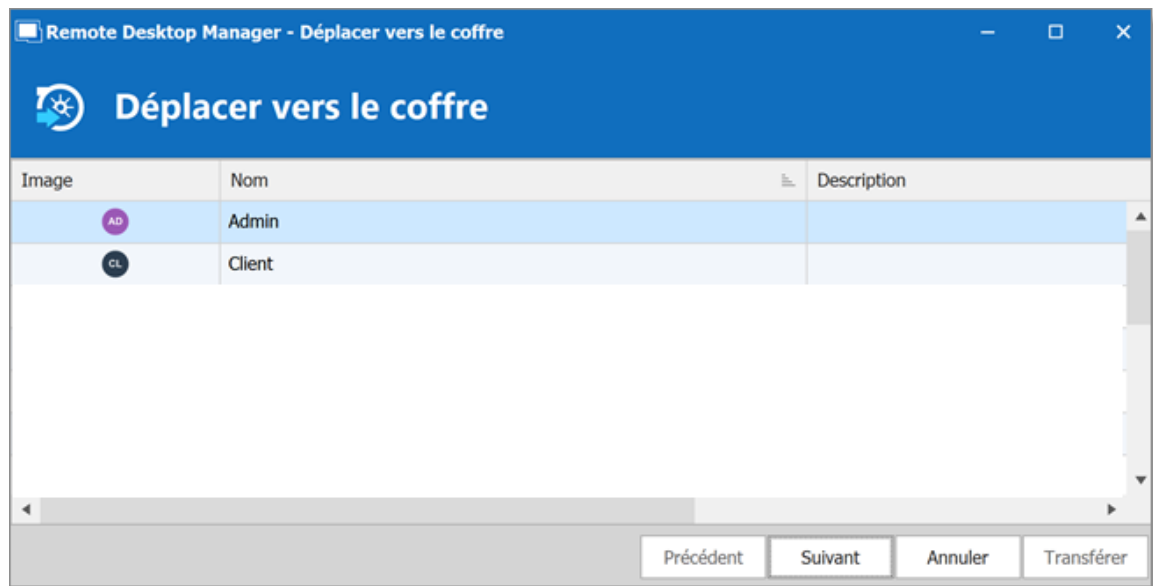 Remote Desktop Manager - Déplacer vers le coffre
Déplacer vers le coffre
Image Nom Description
AD Admin
CL Client
Précédent Suivant Annuler Transférer